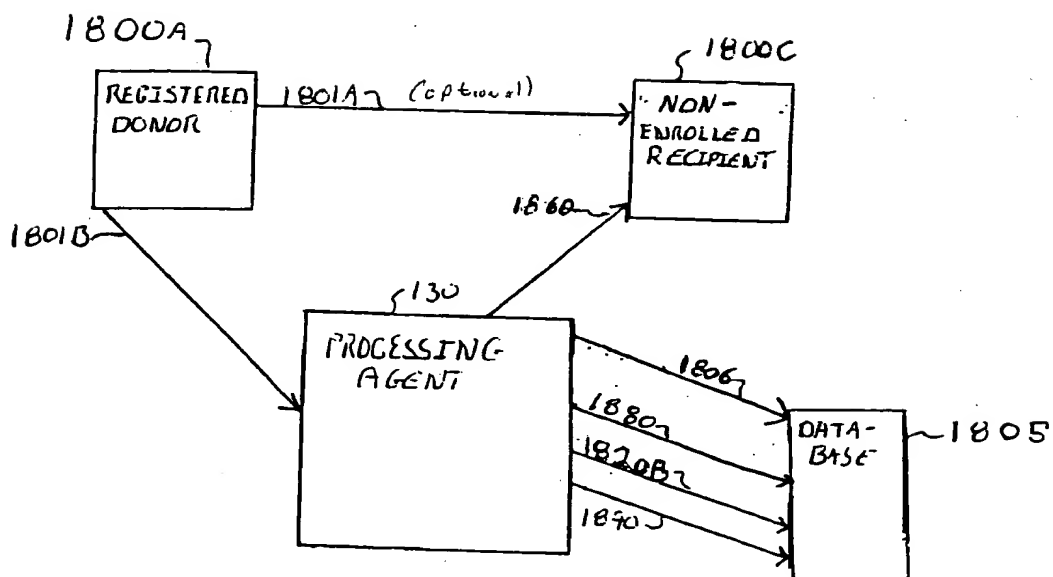 1800A
1800C
REGISTERED
DONOR
1801A
(optional)
NON-
ENROLLED
RECIPIENT
1801B
1860
130
PROCESSING
AGENT
1806
1880
1820B
1890
DATA-
BASE
1805